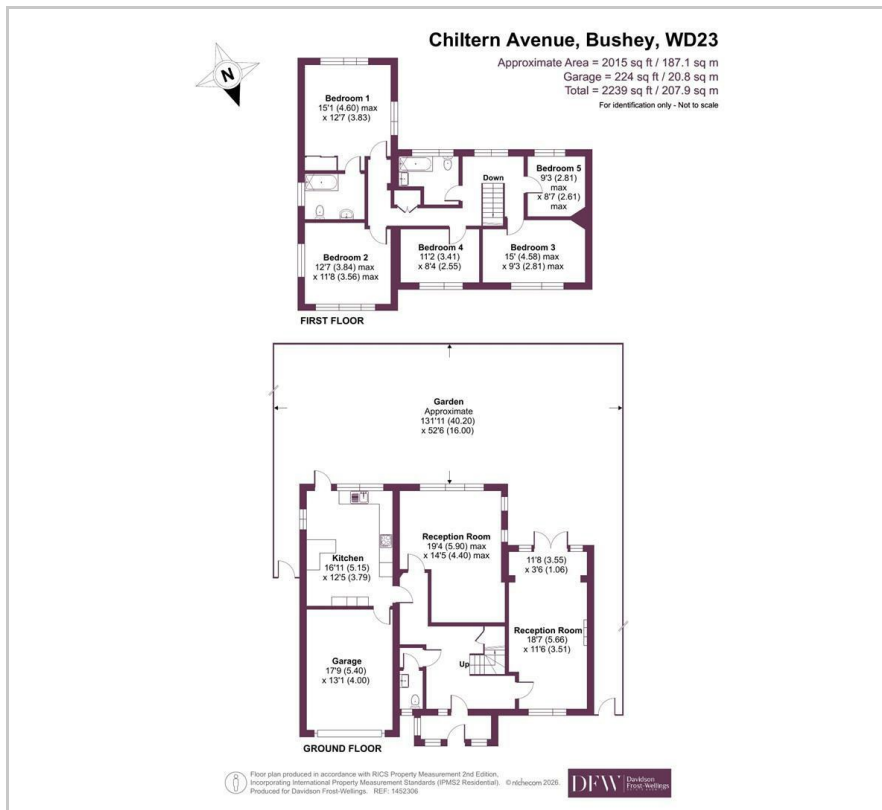 Chiltern Avenue, Bushey, WD23
Approximate Area = 2015 sq ft / 187.1 sq m
Garage = 224 sq ft / 20.8 sq m
Total = 2239 sq ft / 207.9 sq m
For identification only - Not to scale
N
Bedroom 1
15'1 (4.60) max
x 12'7 (3.83)
Down
Bedroom 5
9'3 (2.81)
max
x 8'7 (2.61)
max
Bedroom 2
12'7 (3.84) max
x 11'8 (3.56) max
Bedroom 4
11'2 (3.41)
x 8'4 (2.55)
Bedroom 3
15' (4.58) max
x 9'3 (2.81) max
FIRST FLOOR
Garden
Approximate
131'11 (40.20)
x 52'6 (16.00)
Kitchen
16'11 (5.15)
x 12'5 (3.79)
Reception Room
19'4 (5.90) max
x 14'5 (4.40) max
11'8 (3.55)
x 3'6 (1.06)
Reception Room
18'7 (5.66)
x 11'6 (3.51)
Garage
17'9 (5.40)
x 13'1 (4.00)
Up
GROUND FLOOR
Floor plan produced in accordance with RICS Property Measurement 2nd Edition,
Incorporating International Property Measurement Standards (IPMS2 Residential). © nichecom 2026.
Produced for Davidson Frost-Wellings. REF: 1452306
DFW
Davidson
Frost-Wellings